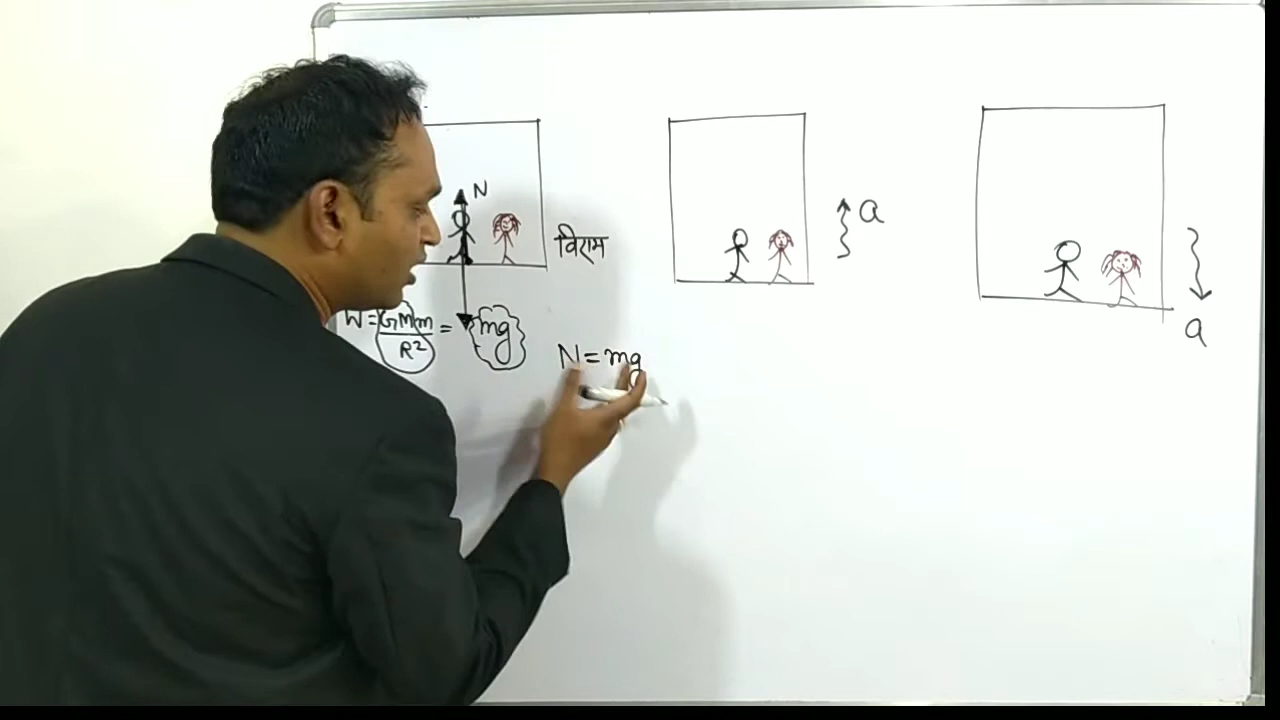 N
विराम
W = GMm/R² = mg
N = mg
a
a